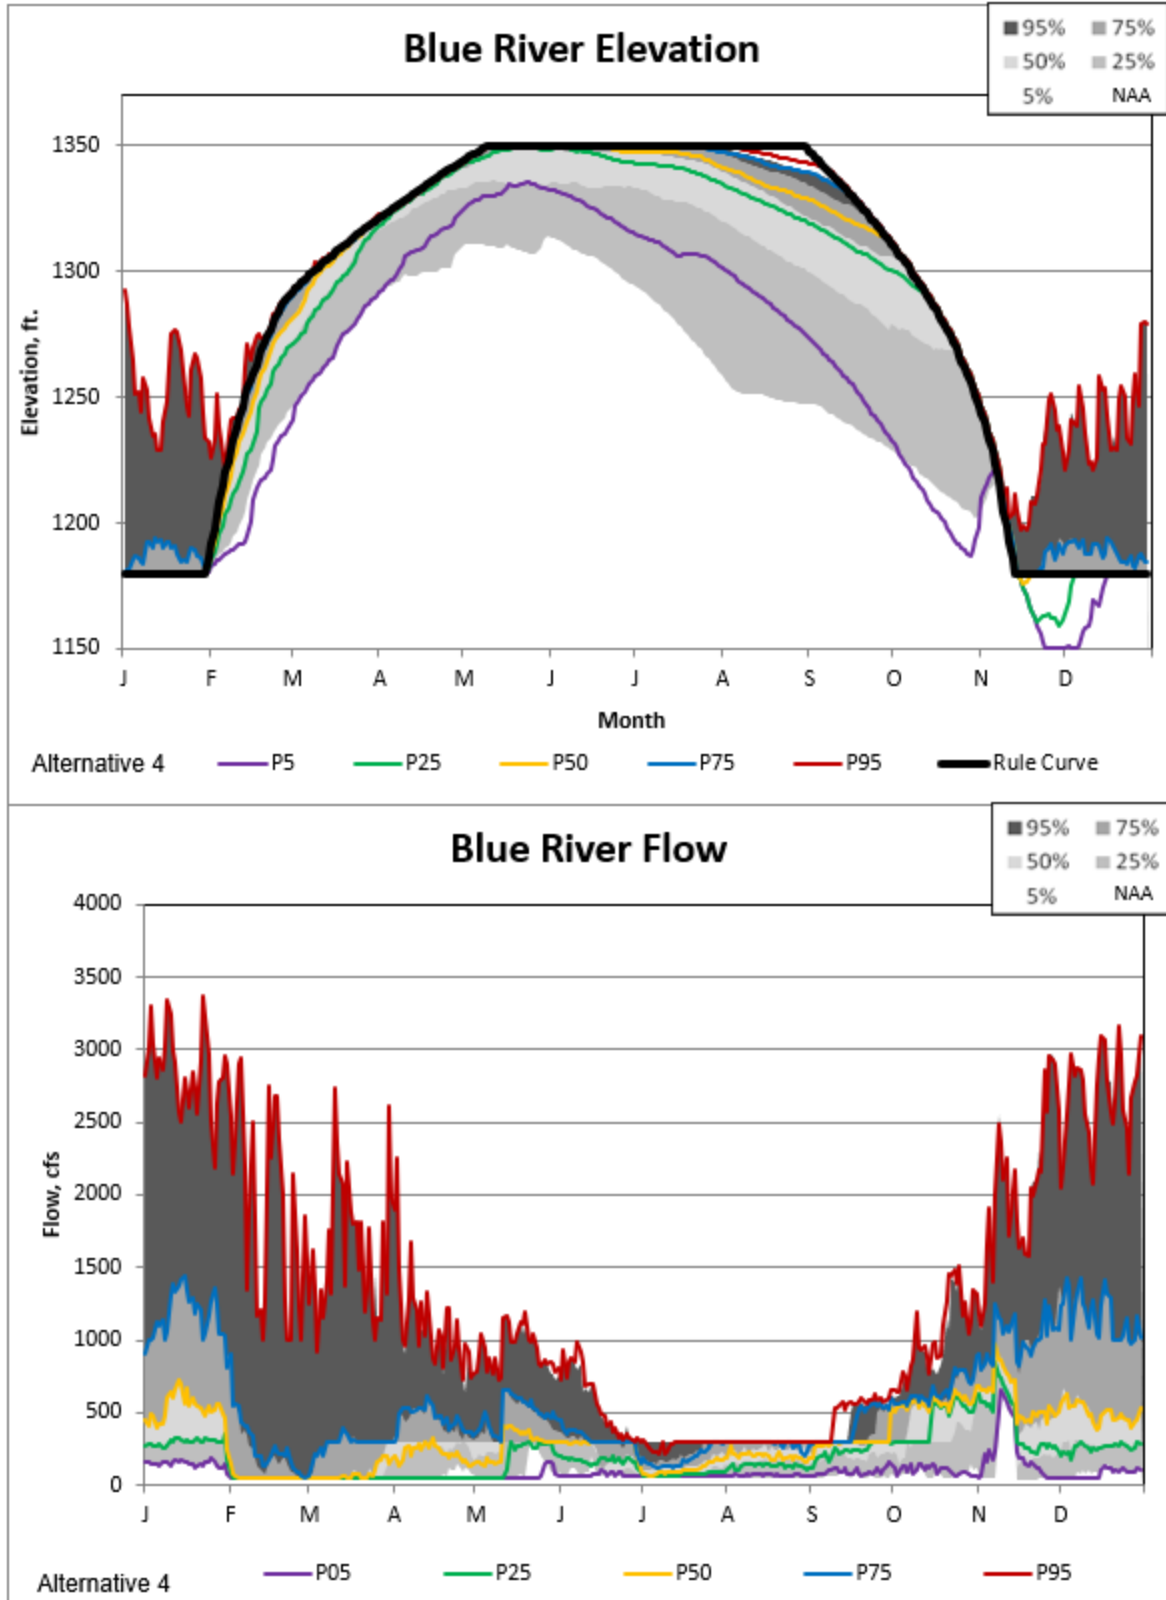 Blue River Elevation
95% 75%
50% 25%
5% NAA
Elevation, ft.
1350
1300
1250
1200
1150
J F M A M J J A S O N D
Month
Alternative 4 P5 P25 P50 P75 P95 Rule Curve
Blue River Flow
95% 75%
50% 25%
5% NAA
Flow, cfs
4000
3500
3000
2500
2000
1500
1000
500
0
J F M A M J J A S O N D
Alternative 4 P05 P25 P50 P75 P95